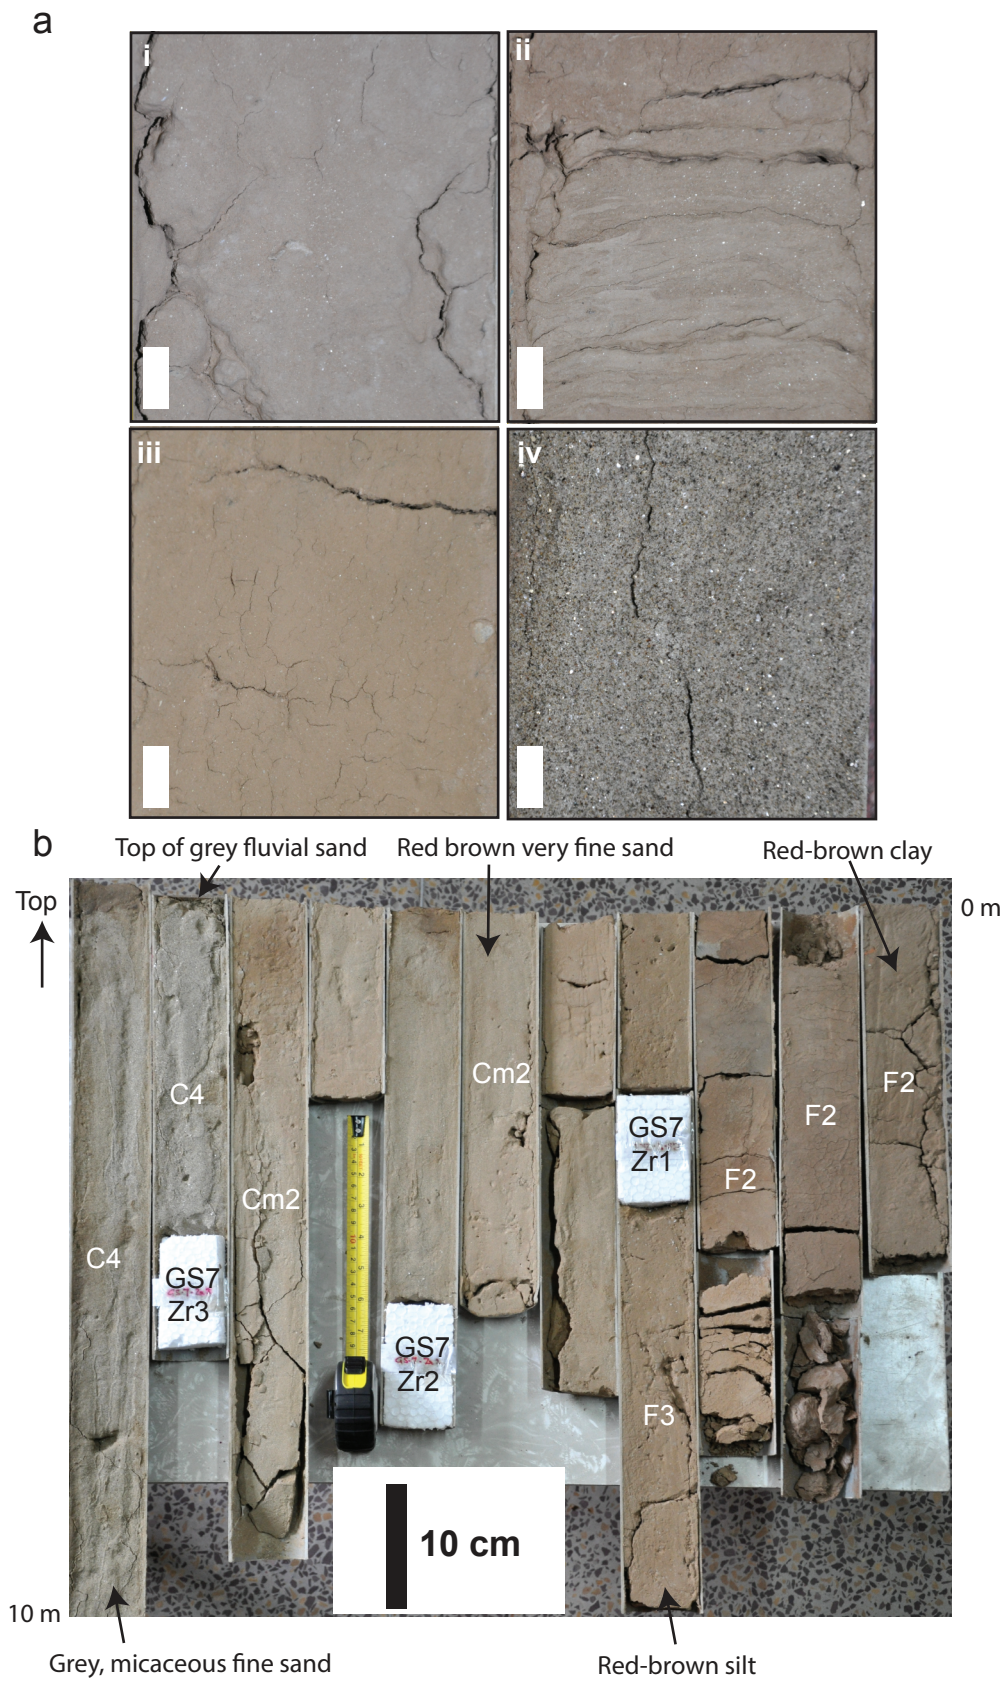 a
i
ii
iii
iv
b
Top of grey fluvial sand
Red brown very fine sand
Red-brown clay
Top
0 m
C4
C4
Cm2
Cm2
F2
F2
F2
F3
GS7
Zr1
GS7
Zr2
GS7
Zr3
10 cm
10 m
Grey, micaceous fine sand
Red-brown silt